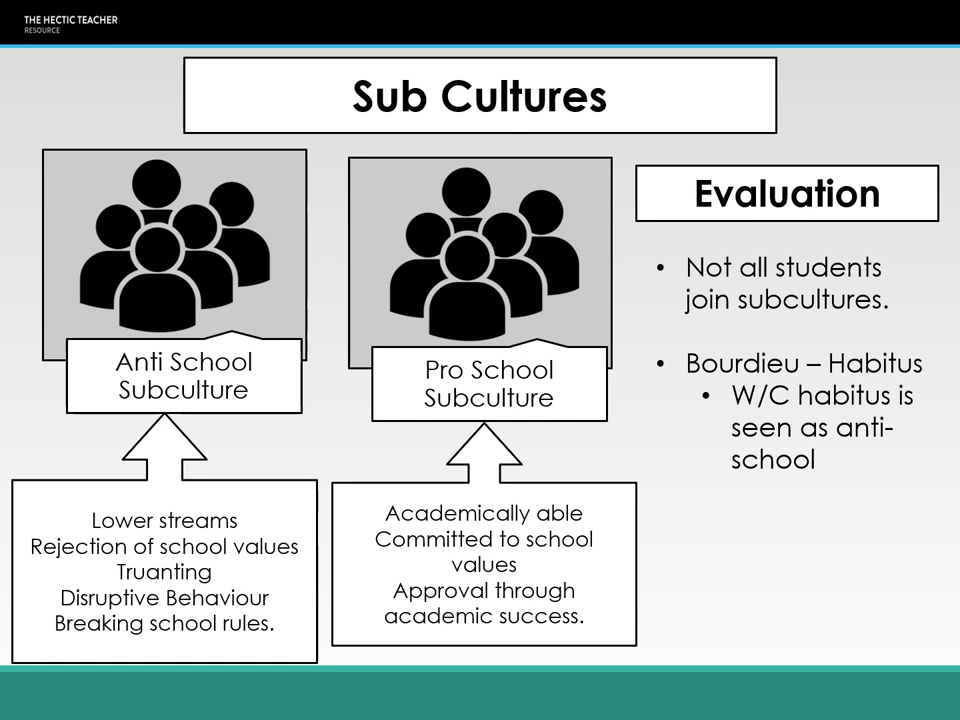 THE HECTIC TEACHER
RESOURCE
Sub Cultures
Anti School
Subculture
Lower streams
Rejection of school values
Truanting
Disruptive Behaviour
Breaking school rules.
Pro School
Subculture
Academically able
Committed to school
values
Approval through
academic success.
Evaluation
• Not all students
join subcultures.
• Bourdieu – Habitus
• W/C habitus is
seen as anti-
school